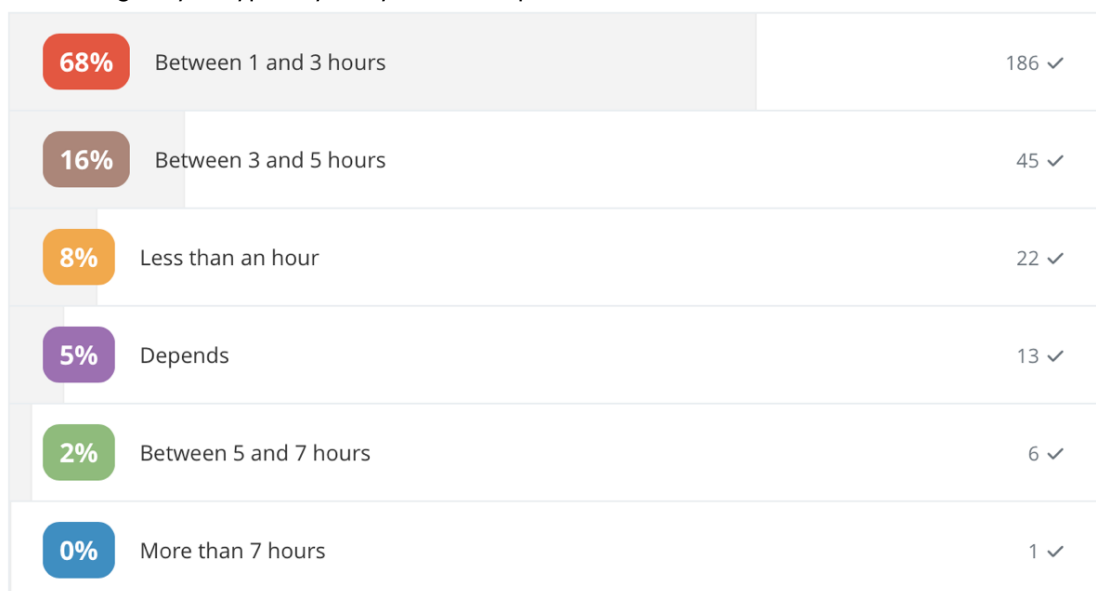 68% Between 1 and 3 hours 186
16% Between 3 and 5 hours 45
8% Less than an hour 22
5% Depends 13
2% Between 5 and 7 hours 6
0% More than 7 hours 1